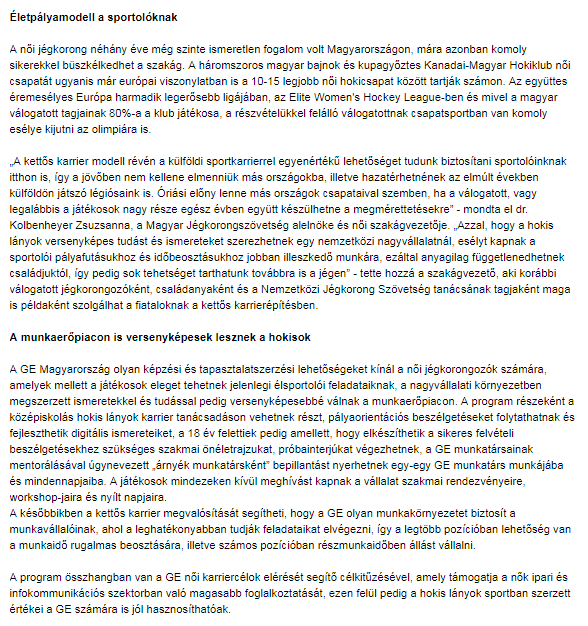 Életpályamodell a sportolóknak
A női jégkorong néhány éve még szinte ismeretlen fogalom volt Magyarországon, mára azonban komoly
sikerekkel büszkélkedhet a szakág. A háromszoros magyar bajnok és kupagyőztes Kanadai-Magyar Hokiklub női
csapatát ugyanis már európai viszonylatban is a 10-15 legjobb női hokicsapat között tartják számon. Az együttes
éremesélyes Európa harmadik legerősebb ligájában, az Elite Women's Hockey League-ben és mivel a magyar
válogatott tagjainak 80%-a a klub játékosa, a részvételükkel felálló válogatottnak csapatsportban van komoly
esélye kijutni az olimpiára is.
„A kettős karrier modell révén a külföldi sportkarrierrel egyenértékű lehetőséget tudunk biztosítani sportolóinknak
itthon is, így a jövőben nem kellene elmenniük más országokba, illetve hazatérhetnének az elmúlt években
külföldön játszó légiósaink is. Óriási előny lenne más országok csapataival szemben, ha a válogatott, vagy
legalábbis a játékosok nagy része egész évben együtt készülhetne a megmérettetésekre" - mondta el dr.
Kolbenheyer Zsuzsanna, a Magyar Jégkorongszövetség alelnöke és női szakágvezetője. „Azzal, hogy a hokis
lányok versenyképes tudást és ismereteket szerezhetnek egy nemzetközi nagyvállalatnál, esélyt kapnak a
sportolói pályafutásukhoz és időbeosztásukhoz jobban illeszkedő munkára, ezáltal anyagilag függetlenedhetnek
családjuktól, így pedig sok tehetséget tarthatunk továbbra is a jégen" - tette hozzá a szakágvezető, aki korábbi
válogatott jégkorongozóként, családanyaként és a Nemzetközi Jégkorong Szövetség tanácsának tagjaként maga
is példaként szolgálhat a fiataloknak a kettős karrierépítésben.
A munkaerőpiacon is versenyképesek lesznek a hokisok
A GE Magyarország olyan képzési és tapasztalatszerzési lehetőségeket kínál a női jégkorongozók számára,
amelyek mellett a játékosok eleget tehetnek jelenlegi élsportolói feladataiknak, a nagyvállalati környezetben
megszerzett ismeretekkel és tudással pedig versenyképesebbé válnak a munkaerőpiacon. A program részeként a
középiskolás hokis lányok karrier tanácsadáson vehetnek részt, pályaorientációs beszélgetéseket folytathatnak és
fejleszthetik digitális ismereteiket, a 18 év felettiek pedig amellett, hogy elkészíthetik a sikeres felvételi
beszélgetésekhez szükséges szakmai önéletrajzukat, próbainterjúkat végezhetnek, a GE munkatársainak
mentorálásával úgynevezett „árnyék munkatársként" bepillantást nyerhetnek egy-egy GE munkatárs munkájába
és mindennapjaiba. A játékosok mindezeken kívül meghívást kapnak a vállalat szakmai rendezvényeire,
workshop-jaira és nyílt napjaira.
A későbbikben a kettős karrier megvalósítását segítheti, hogy a GE olyan munkakörnyezetet biztosít a
munkavállalóinak, ahol a leghatékonyabban tudják feladataikat elvégezni, így a legtöbb pozícióban lehetőség van
a munkaidő rugalmas beosztására, illetve számos pozícióban részmunkaidőben állást vállalni.
A program összhangban van a GE női karriercélok elérését segítő célkitűzésével, amely támogatja a nők ipari és
infokommunikációs szektorban való magasabb foglalkoztatását, ezen felül pedig a hokis lányok sportban szerzett
értékei a GE számára is jól hasznosíthatóak.